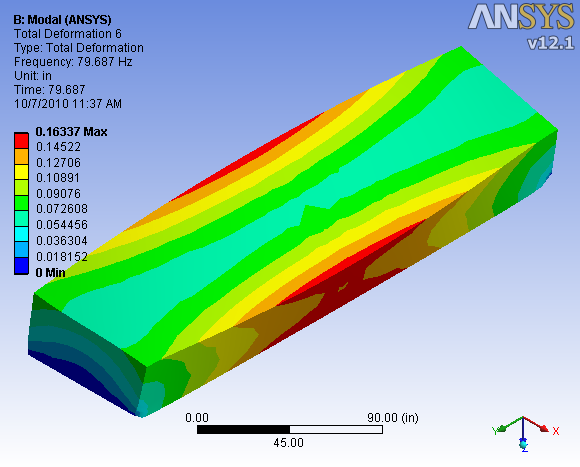 B: Modal (ANSYS)
Total Deformation 6
Type: Total Deformation
Frequency: 79.687 Hz
Unit: in
Time: 79.687
10/7/2010 11:37 AM
ANSYS
v12.1
0.16337 Max
0.14522
0.12706
0.10891
0.09076
0.072608
0.054456
0.036304
0.018152
0 Min
0.00
90.00 (in)
45.00
Y
X
Z